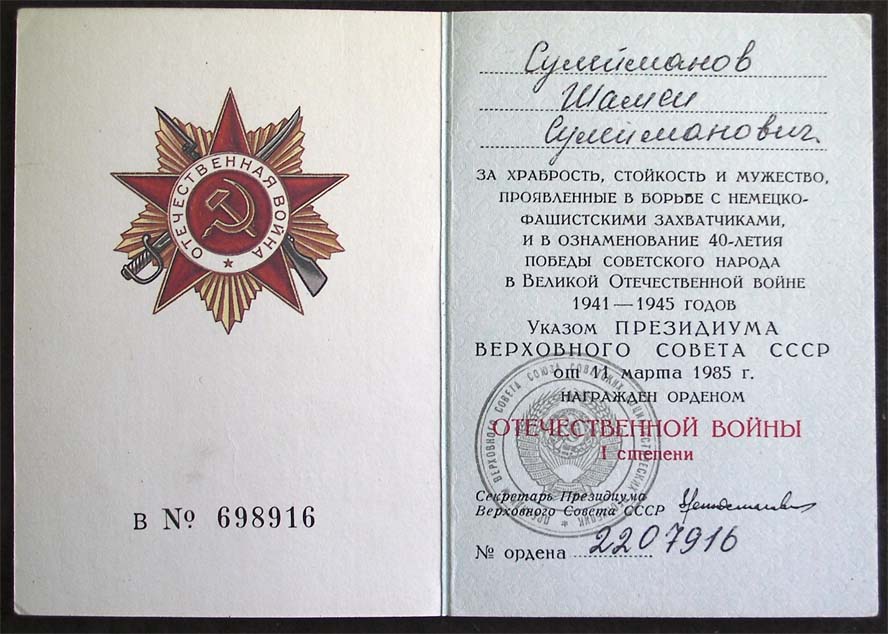 ОТЕЧЕСТВЕННАЯ ВОЙНА
В № 698916
Сулейманов
Шамси
Сулейманович.
ЗА ХРАБРОСТЬ, СТОЙКОСТЬ И МУЖЕСТВО,
ПРОЯВЛЕННЫЕ В БОРЬБЕ С НЕМЕЦКО-
ФАШИСТСКИМИ ЗАХВАТЧИКАМИ,
И В ОЗНАМЕНОВАНИЕ 40-ЛЕТИЯ
ПОБЕДЫ СОВЕТСКОГО НАРОДА
В ВЕЛИКОЙ ОТЕЧЕСТВЕННОЙ ВОЙНЕ
1941—1945 ГОДОВ
УКАЗОМ ПРЕЗИДИУМА
ВЕРХОВНОГО СОВЕТА СССР
от 11 марта 1985 г.
НАГРАЖДЕН ОРДЕНОМ
ОТЕЧЕСТВЕННОЙ ВОЙНЫ
I степени
Секретарь Президиума
Верховного Совета СССР
№ ордена 2207916